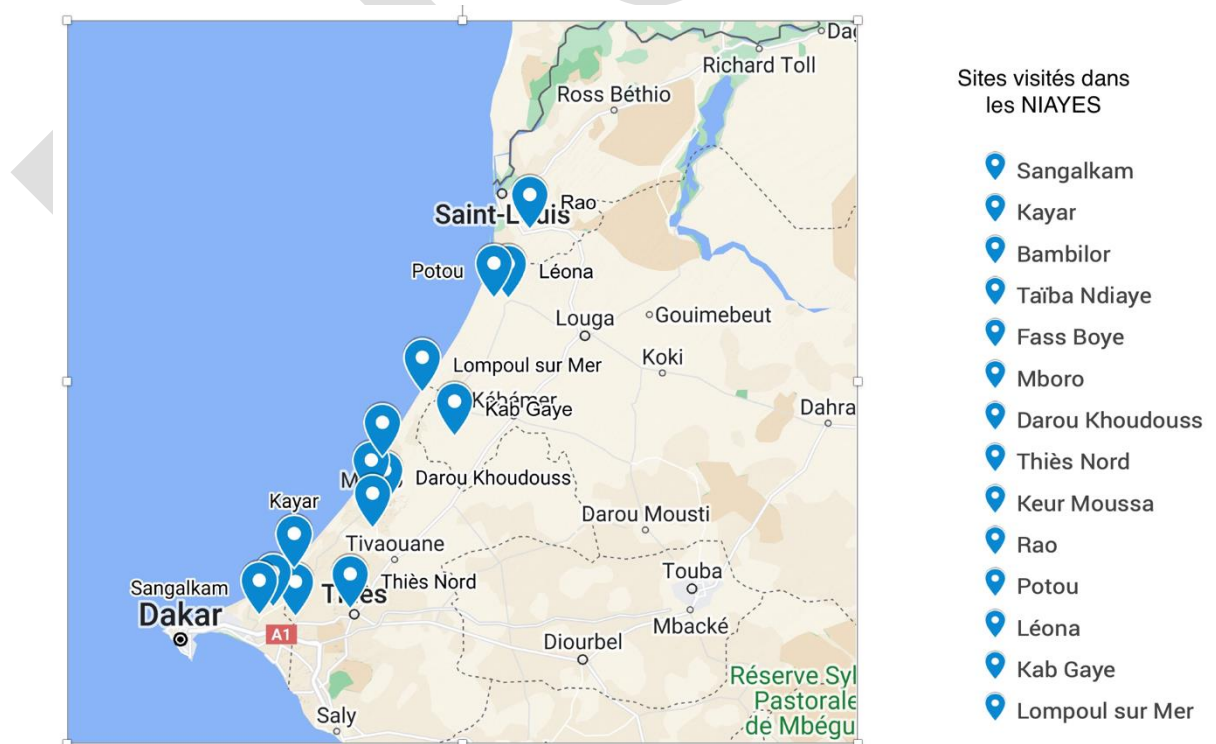 Dag
Richard Toll
Ross Béthio
Rao
Saint-Louis
Potou
Léona
Louga
Gouimebeut
Koki
Lompoul sur Mer
Kébémer
Kab Gaye
Dahra
Darou Khoudouss
Kayar
Darou Mousti
Tivaouane
Touba
Sangalkam
Thiès Nord
Thiès
Dakar
A1
Mbacké
Diourbel
Réserve Syl
Pastorale
de Mbégu
Saly
Sites visités dans
les NIAYES
Sangalkam
Kayar
Bambilor
Taïba Ndiaye
Fass Boye
Mboro
Darou Khoudouss
Thiès Nord
Keur Moussa
Rao
Potou
Léona
Kab Gaye
Lompoul sur Mer